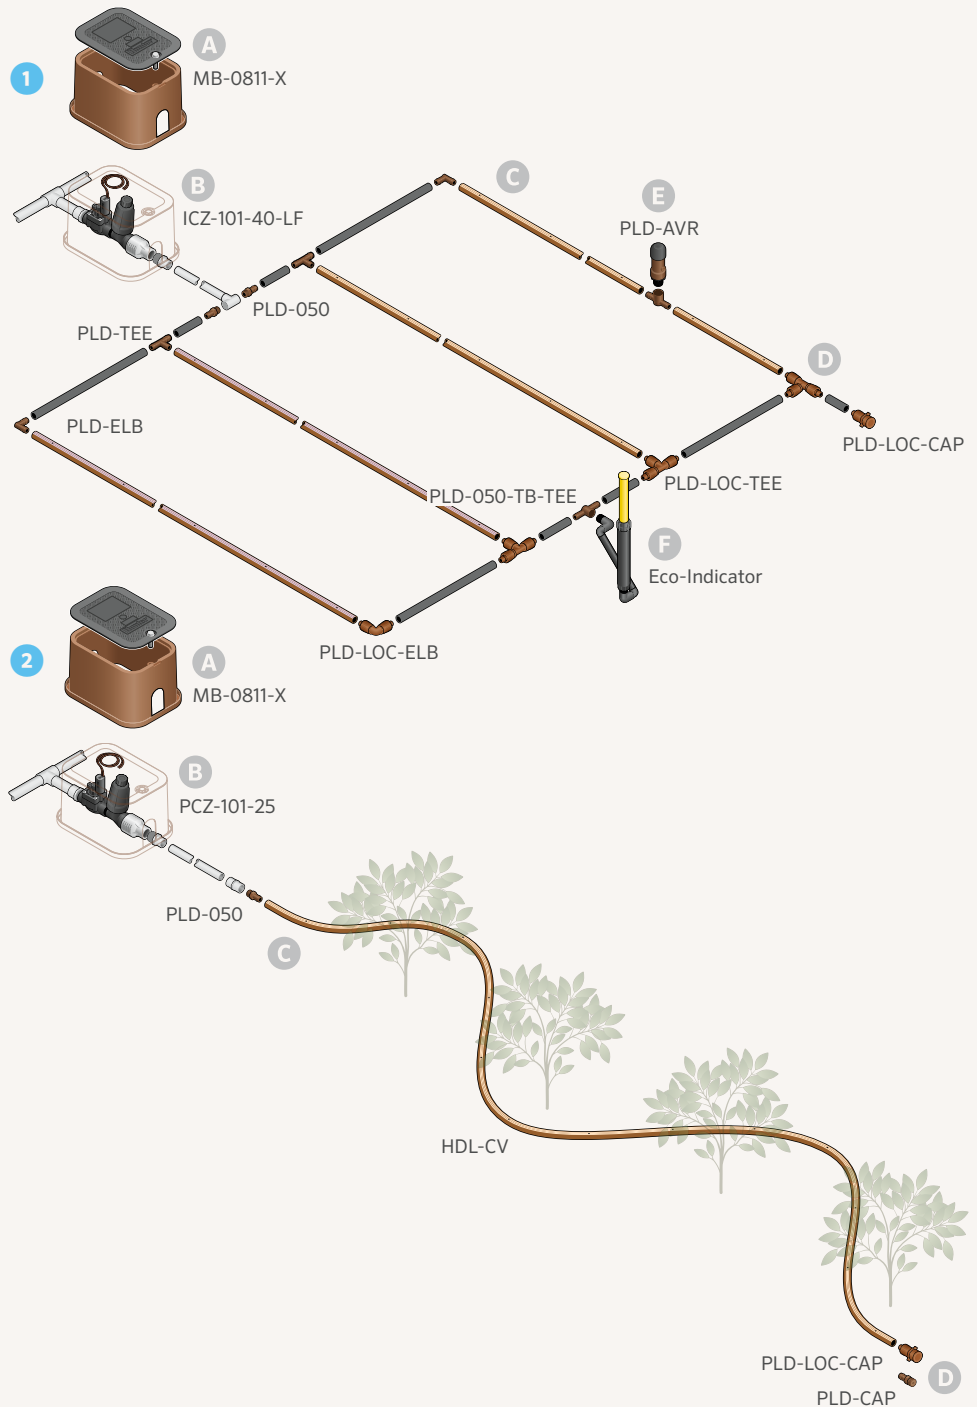 1
A
MB-0811-X
B
ICZ-101-40-LF
C
E
PLD-AVR
PLD-050
PLD-TEE
D
PLD-ELB
PLD-LOC-CAP
PLD-050-TB-TEE
PLD-LOC-TEE
F
Eco-Indicator
PLD-LOC-ELB
2
A
MB-0811-X
B
PCZ-101-25
PLD-050
C
HDL-CV
PLD-LOC-CAP
D
PLD-CAP